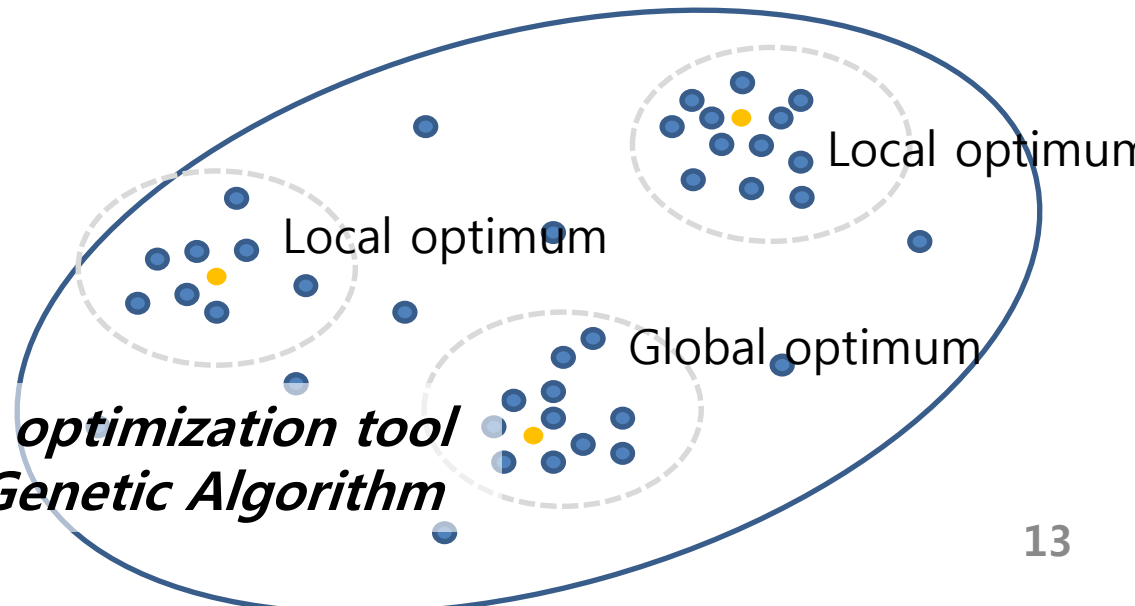 Local optimum
Local optimum
Global optimum
optimization tool
Genetic Algorithm
13